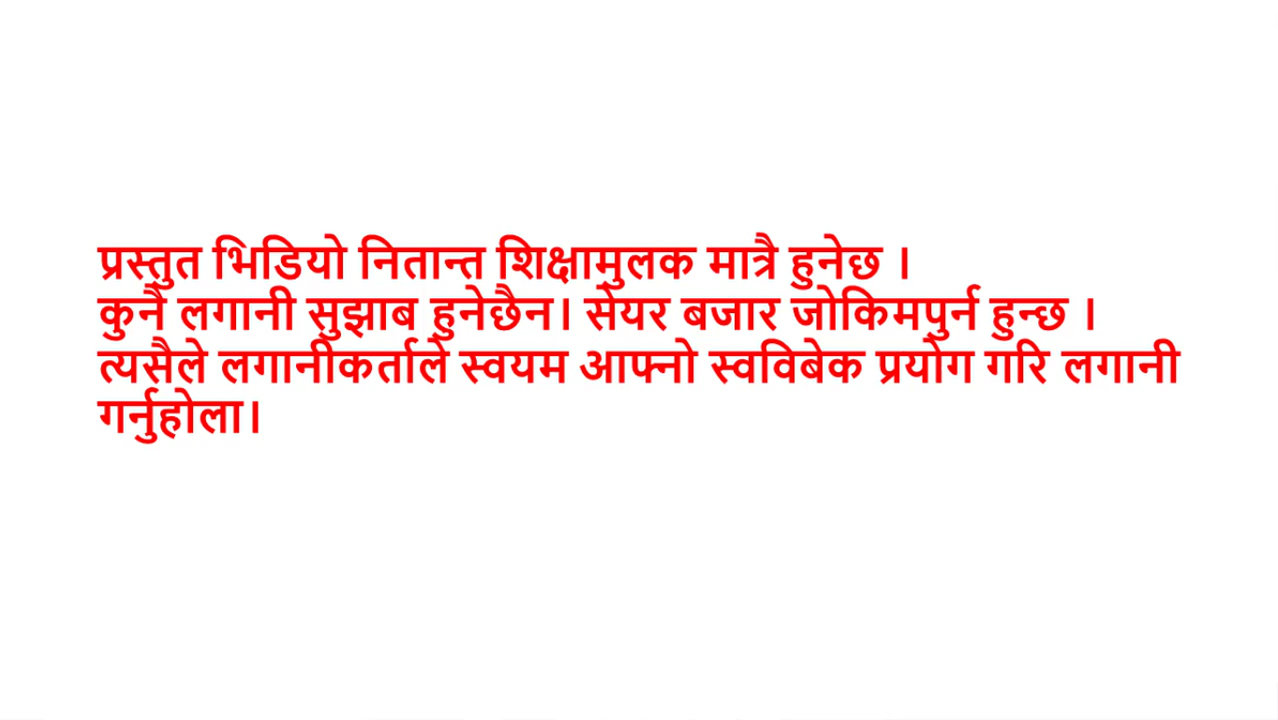 प्रस्तुत भिडियो नितान्त शिक्षामुलक मात्रै हुनेछ ।
कुनै लगानी सुझाब हुनेछैन। सेयर बजार जोकिमपुर्न हुन्छ ।
त्यसैले लगानीकर्ताले स्वयम आफ्नो स्वविबेक प्रयोग गरि लगानी
गर्नुहोला।